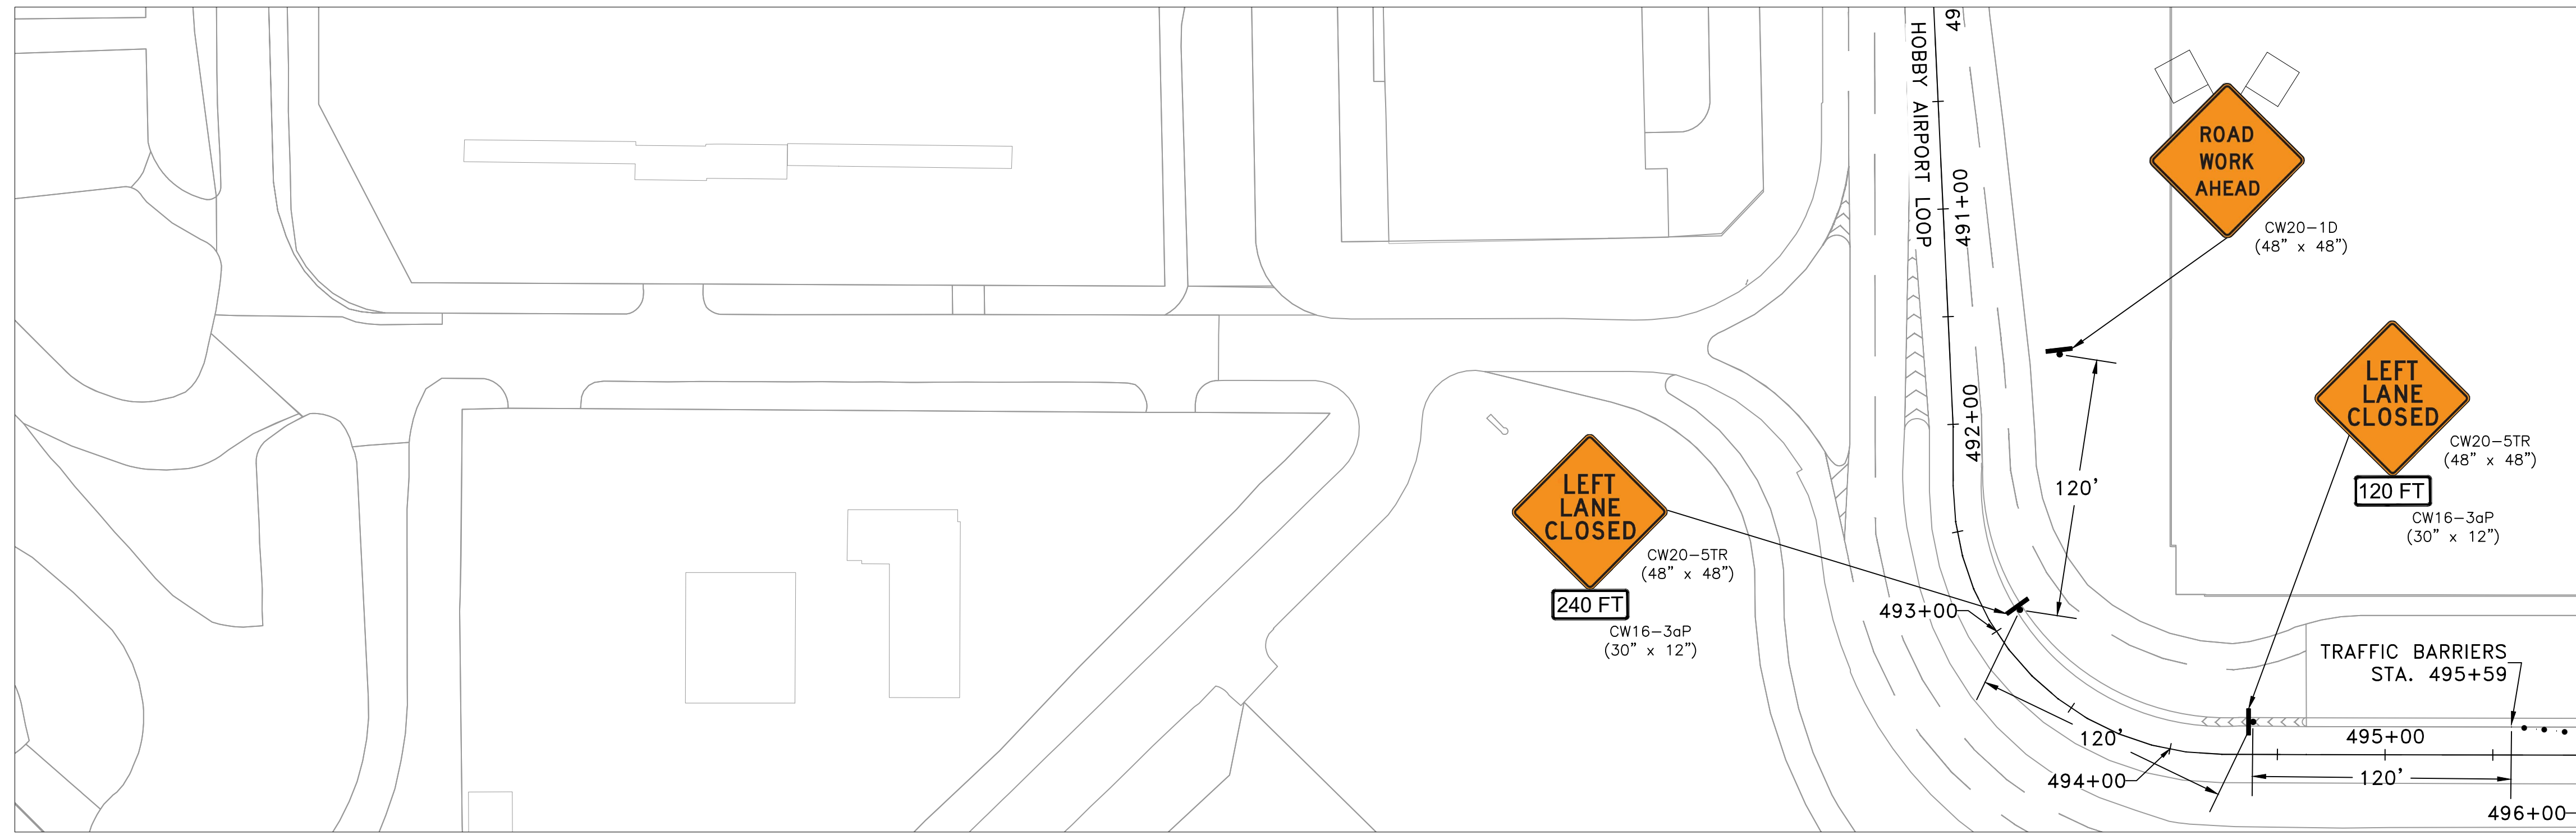 HOBBY AIRPORT LOOP
49
491+00
492+00
ROAD
WORK
AHEAD
CW20-1D
(48" x 48")
120'
LEFT
LANE
CLOSED
CW20-5TR
(48" x 48")
120 FT
CW16-3aP
(30" x 12")
LEFT
LANE
CLOSED
CW20-5TR
(48" x 48")
240 FT
CW16-3aP
(30" x 12")
493+00
TRAFFIC BARRIERS
STA. 495+59
120'
495+00
494+00
120'
496+00